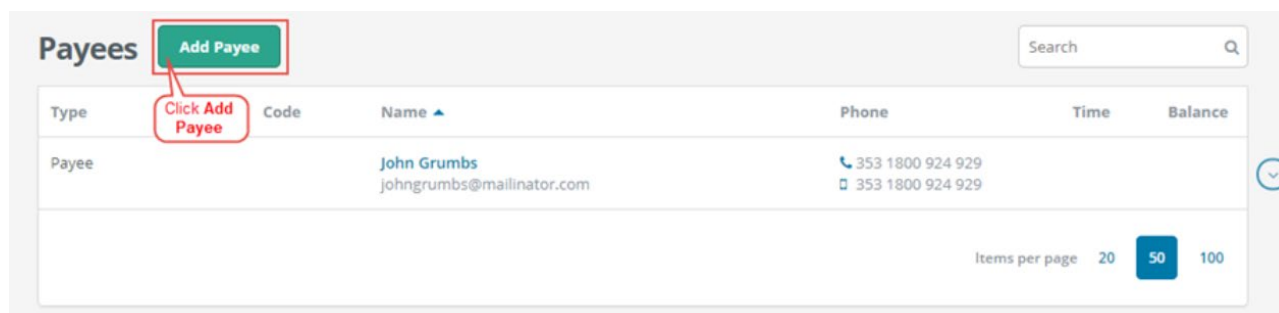 Payees Add Payee Search
Type Click Add Code Name Phone Time Balance
Payee
Payee John Grumbs 353 1800 924 929
johngrumbs@mailinator.com 353 1800 924 929
Items per page 20 50 100